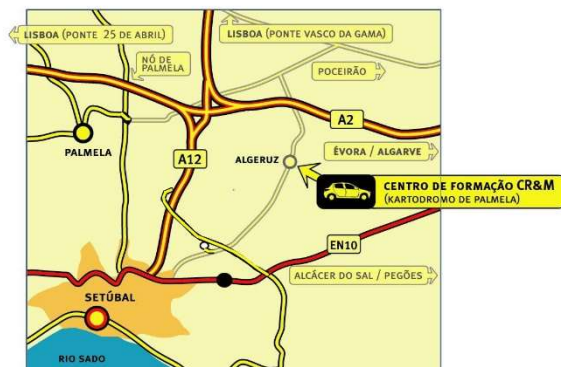 LISBOA (PONTE 25 DE ABRIL)
LISBOA (PONTE VASCO DA GAMA)
NÓ DE
PALMELA
POCEIRÃO
A2
PALMELA
A12
ALGERUZ
ÉVORA / ALGARVE
CENTRO DE FORMAÇÃO CR&M
(KARTODROMO DE PALMELA)
EN10
ALCÁCER DO SAL / PEGÕES
SETÚBAL
RIO SADO